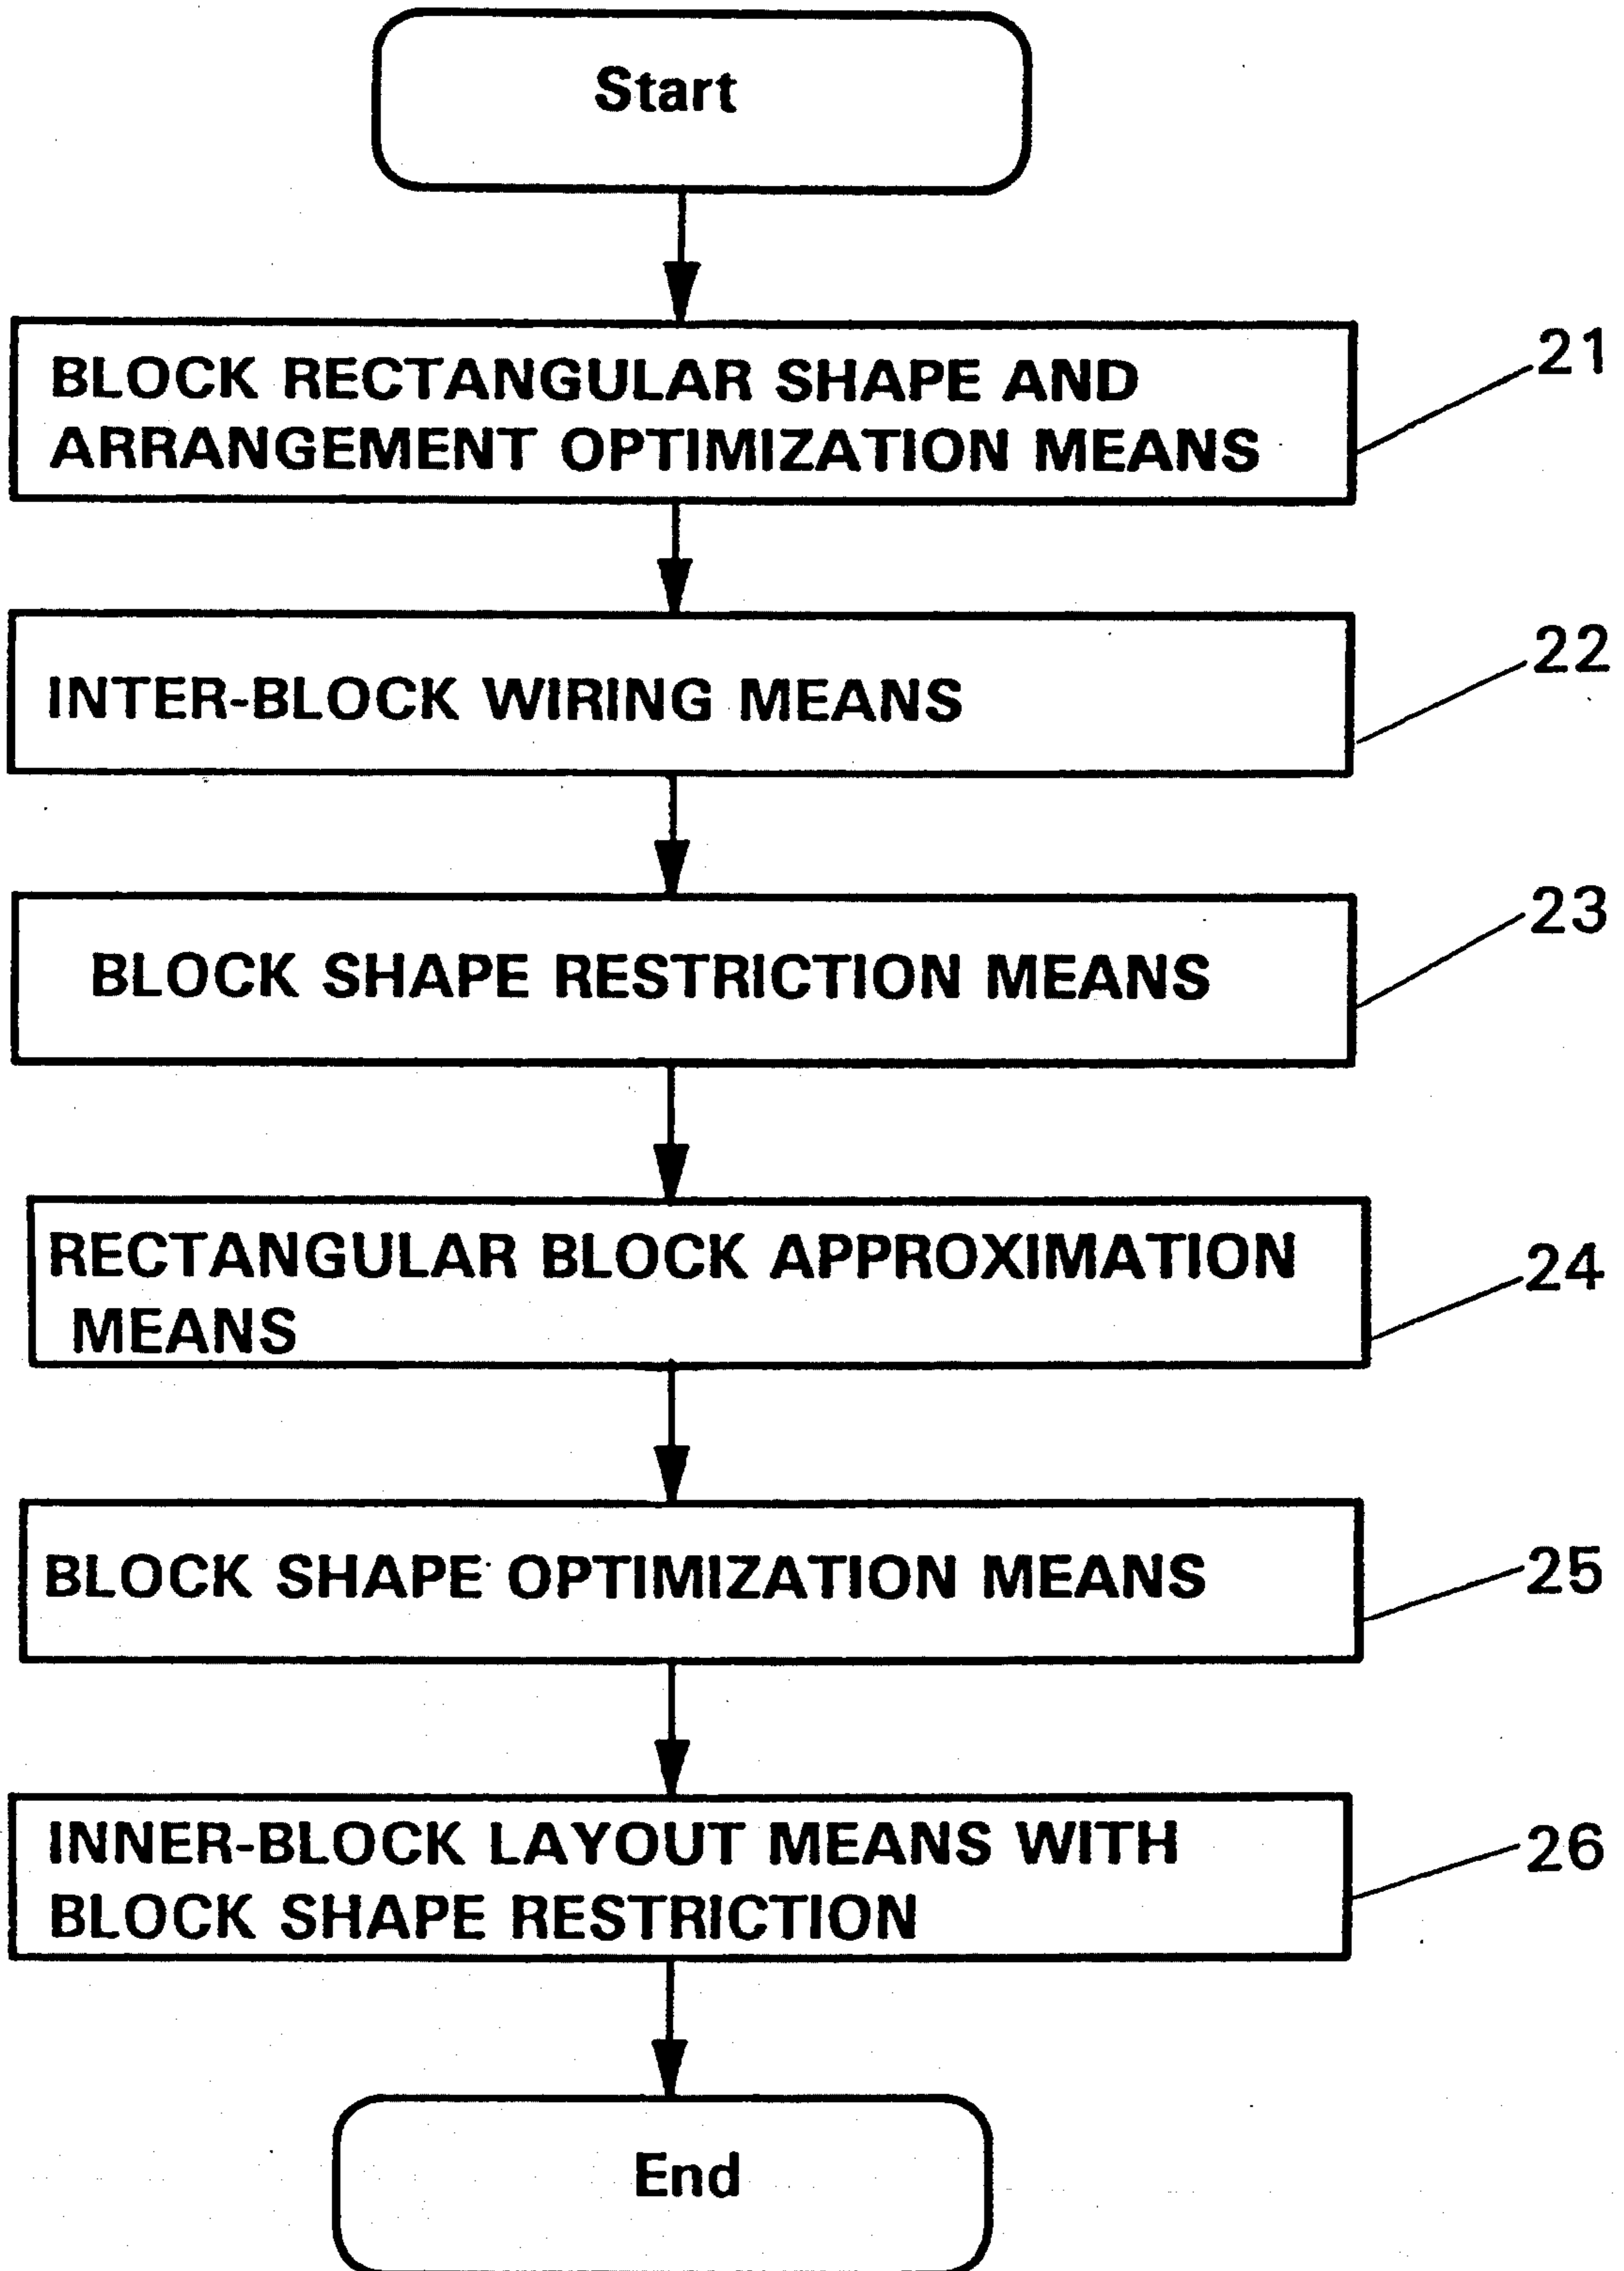 Start
BLOCK RECTANGULAR SHAPE AND
ARRANGEMENT OPTIMIZATION MEANS
21
INTER-BLOCK WIRING MEANS
22
BLOCK SHAPE RESTRICTION MEANS
23
RECTANGULAR BLOCK APPROXIMATION
MEANS
24
BLOCK SHAPE OPTIMIZATION MEANS
25
INNER-BLOCK LAYOUT MEANS WITH
BLOCK SHAPE RESTRICTION
26
End